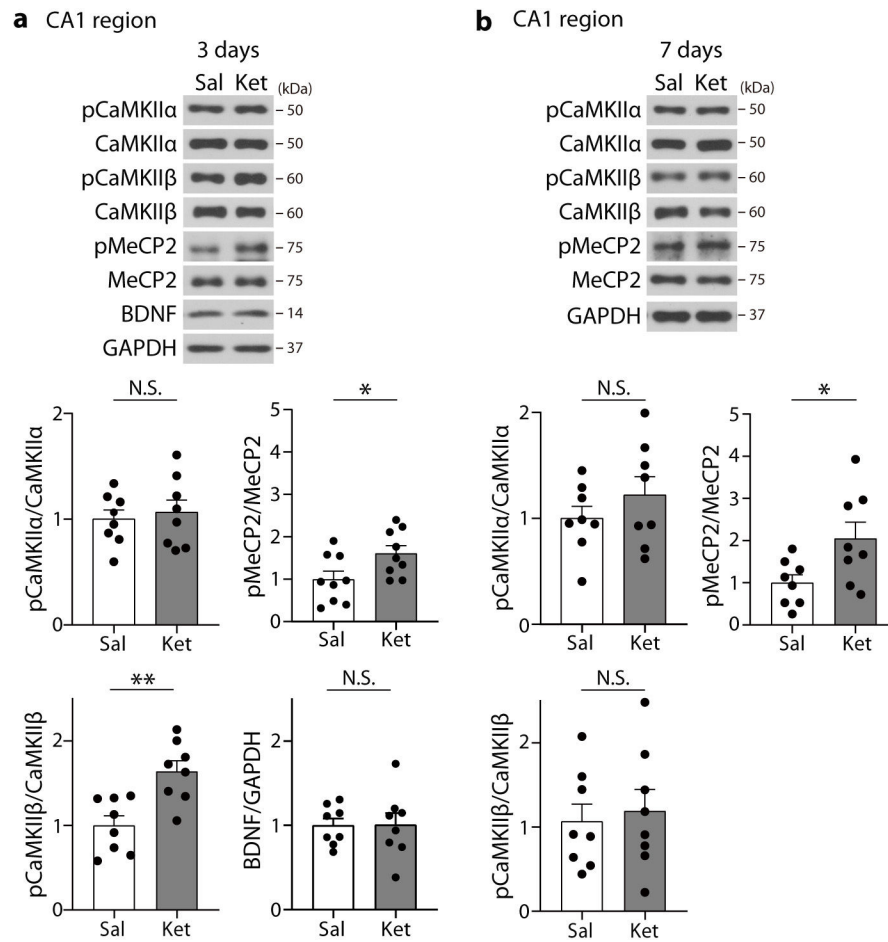 a CA1 region
3 days
Sal Ket (kDa)
pCaMKIIα – 50
CaMKIIα – 50
pCaMKIIβ – 60
CaMKIIβ – 60
pMeCP2 – 75
MeCP2 – 75
BDNF – 14
GAPDH – 37
N.S.
pCaMKIIα/CaMKIIα
2
1
0
Sal Ket
*
pMeCP2/MeCP2
5
4
3
2
1
0
Sal Ket
**
pCaMKIIβ/CaMKIIβ
2
1
0
Sal Ket
N.S.
BDNF/GAPDH
2
1
0
Sal Ket
b CA1 region
7 days
Sal Ket (kDa)
pCaMKIIα – 50
CaMKIIα – 50
pCaMKIIβ – 60
CaMKIIβ – 60
pMeCP2 – 75
MeCP2 – 75
GAPDH – 37
N.S.
pCaMKIIα/CaMKIIα
2
1
0
Sal Ket
*
pMeCP2/MeCP2
5
4
3
2
1
0
Sal Ket
N.S.
pCaMKIIβ/CaMKIIβ
2
1
0
Sal Ket